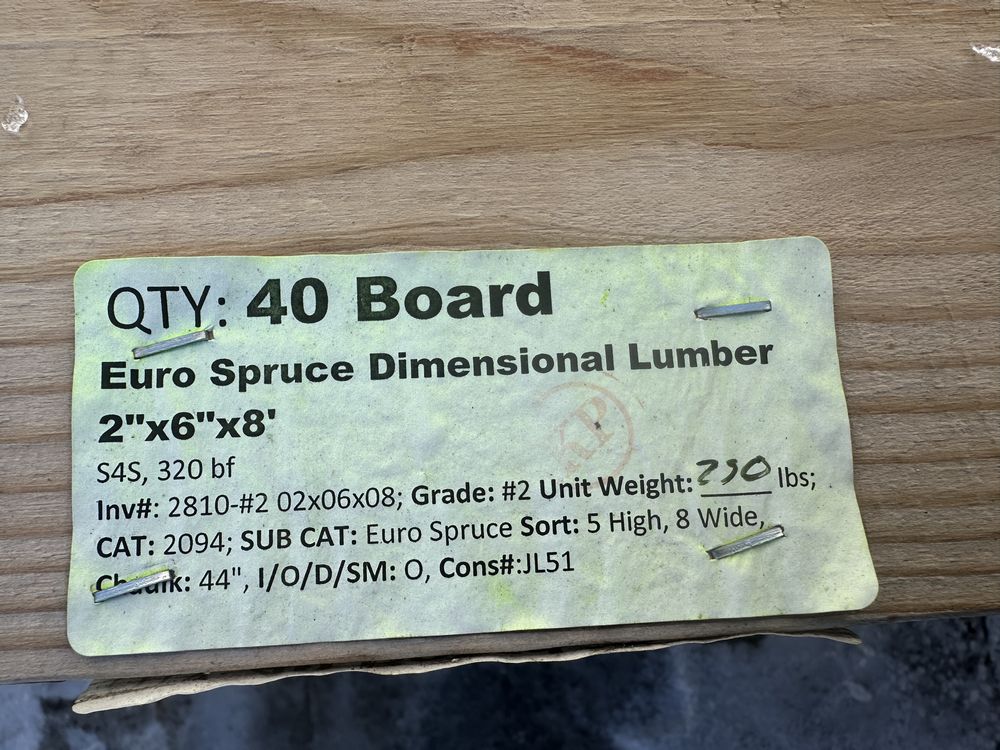 QTY: 40 Board
Euro Spruce Dimensional Lumber
2"x6"x8'
S4S, 320 bf
Inv#: 2810-#2 02x06x08; Grade: #2 Unit Weight: lbs;
CAT: 2094; SUB CAT: Euro Spruce Sort: 5 High, 8 Wide,
44", I/O/D/SM: O, Cons#:JL51